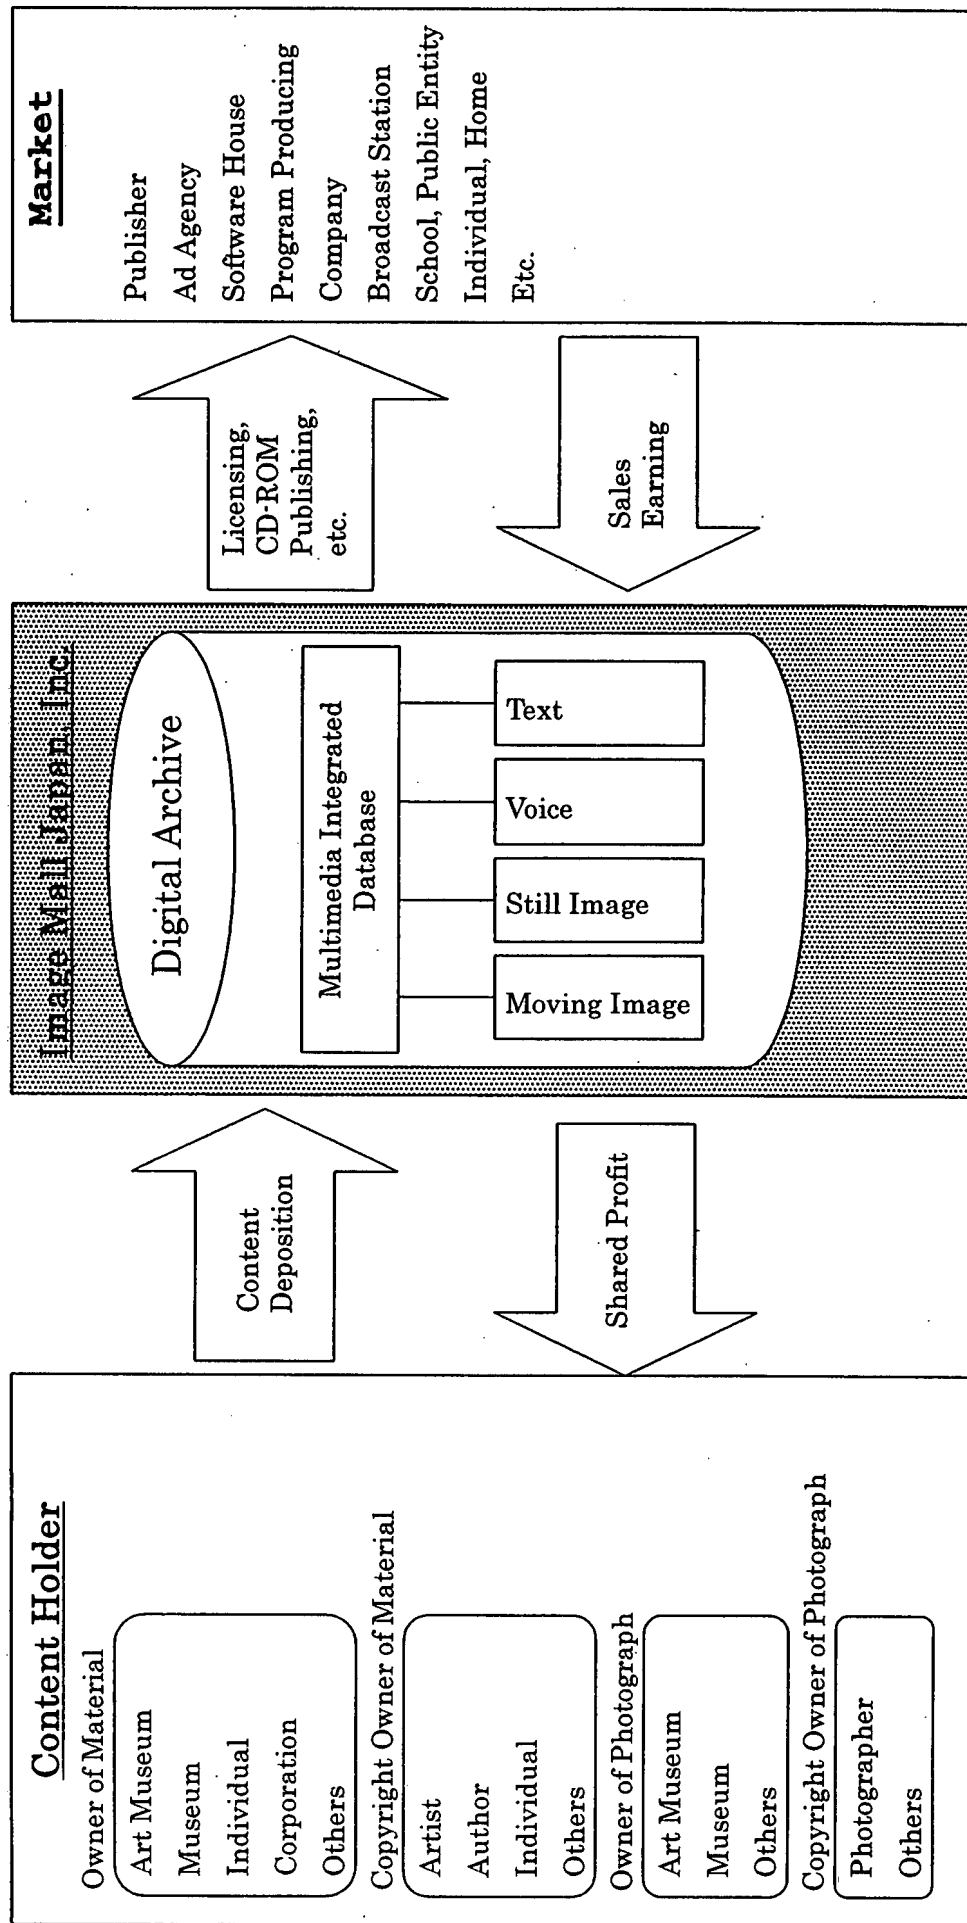 Content Holder
Owner of Material
Art Museum
Museum
Individual
Corporation
Others
Copyright Owner of Material
Artist
Author
Individual
Others
Owner of Photograph
Art Museum
Museum
Others
Copyright Owner of Photograph
Photographer
Others
Content
Deposition
Shared Profit
Image Mall Japan, Inc.
Digital Archive
Multimedia Integrated
Database
Moving Image
Still Image
Voice
Text
Licensing,
CD-ROM
Publishing,
etc.
Sales
Earning
Market
Publisher
Ad Agency
Software House
Program Producing
Company
Broadcast Station
School, Public Entity
Individual, Home
Etc.